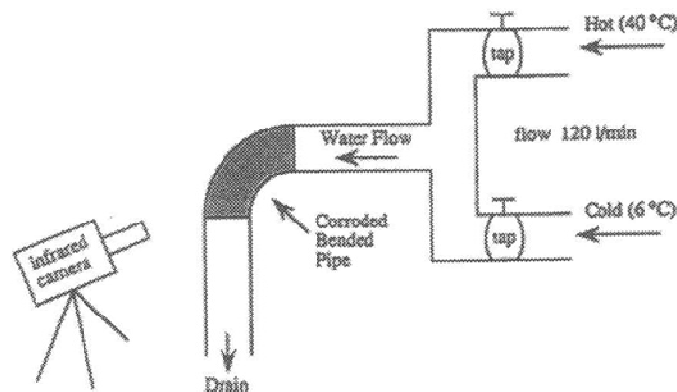 Hot (40 °C)
tap
Water Flow
flow 120 l/min
Corroded
Bended
Pipe
Cold (6 °C)
tap
infrared
camera
Drain